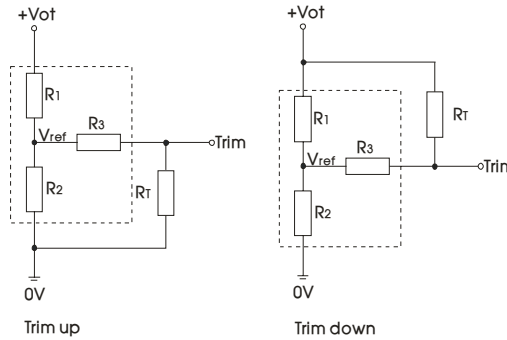 +Vot
R1
Vref
R3
Trim
R2
RT
0V
Trim up
+Vot
R1
RT
Vref
R3
Trim
R2
0V
Trim down